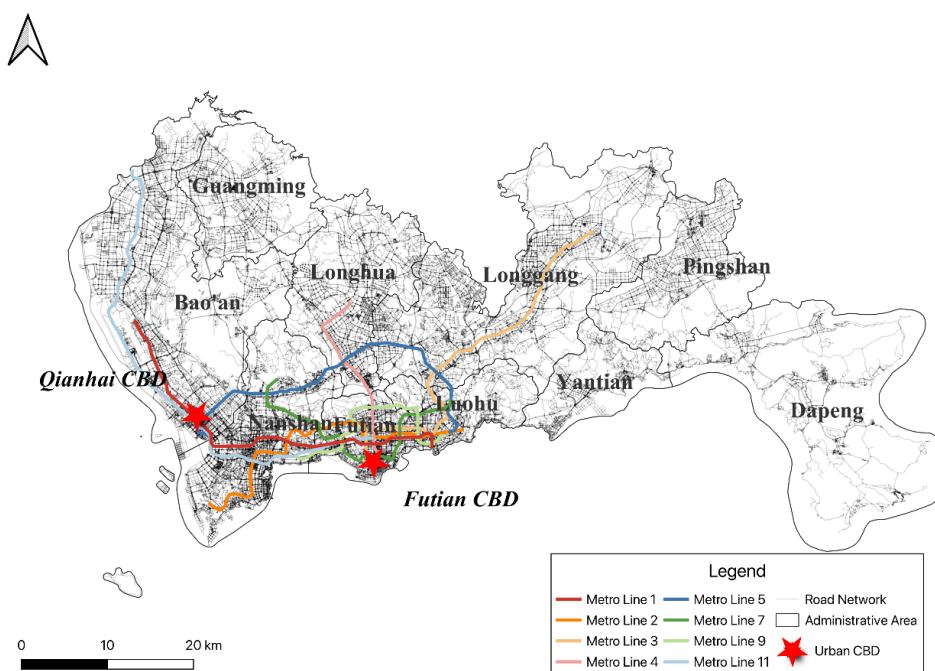 Guangming
Longhua
Longgang
Pingshan
Bao'an
Qianhai CBD
Yantian
Luohu
Dapeng
Nanshan
Futian
Futian CBD
Legend
Metro Line 1 Metro Line 5 Road Network
Metro Line 2 Metro Line 7 Administrative Area
Metro Line 3 Metro Line 9 Urban CBD
Metro Line 4 Metro Line 11
0 10 20 km